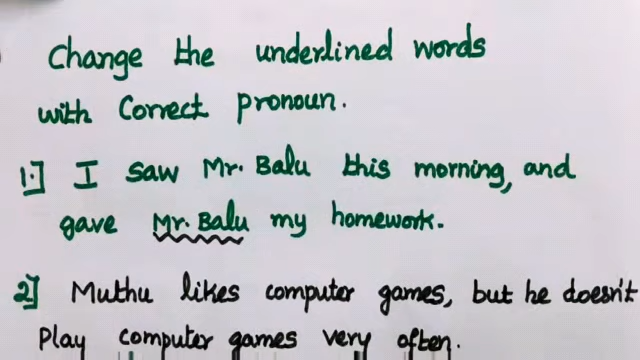 Change the underlined words
with Correct pronoun.
1.] I saw Mr. Balu this morning, and
gave Mr. Balu my homework.
2] Muthu likes computer games, but he doesn't
Play computer games very often.